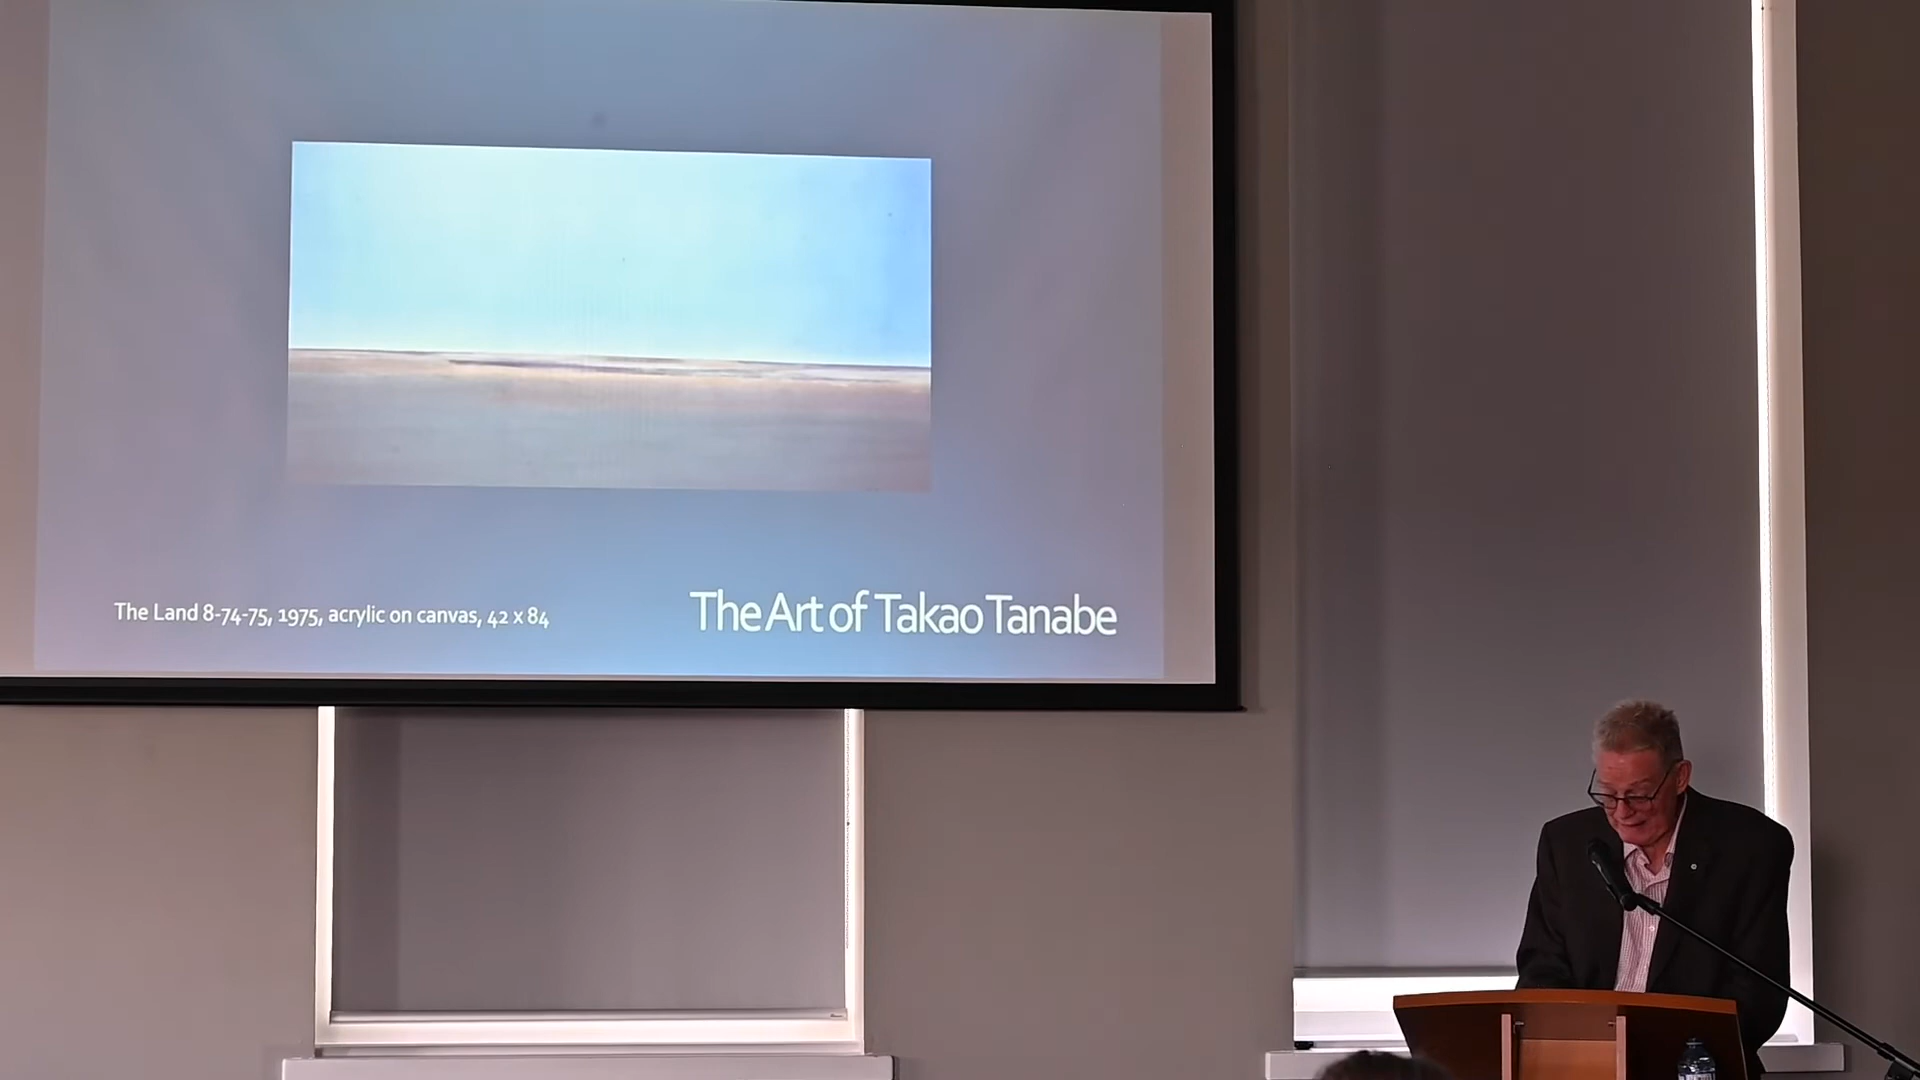 The Land 8-74-75, 1975, acrylic on canvas, 42 x 84
The Art of Takao Tanabe